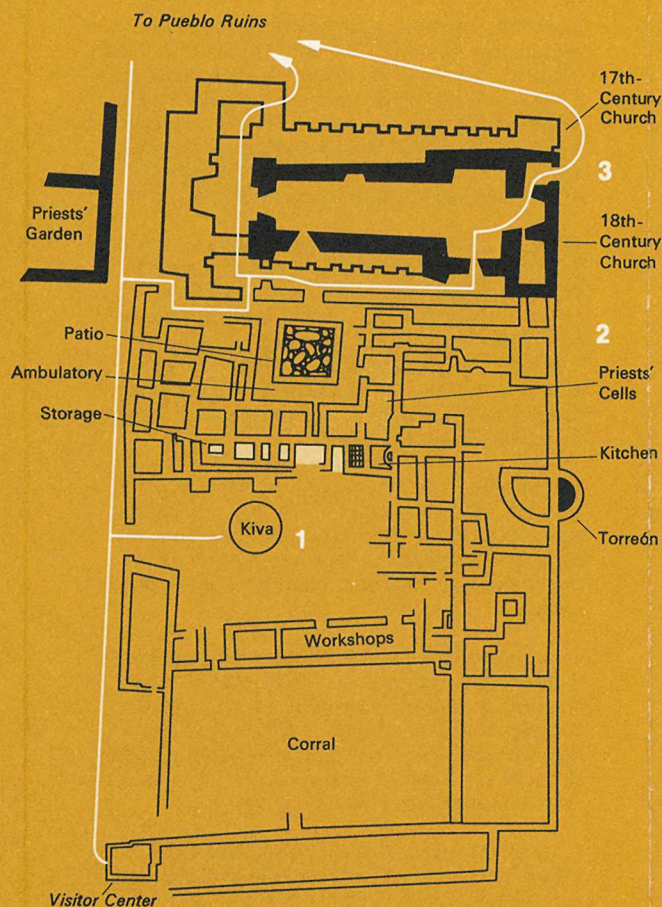 To Pueblo Ruins
17th-
Century
Church
3
Priests'
Garden
18th-
Century
Church
2
Patio
Ambulatory
Storage
Priests'
Cells
Kitchen
Kiva
1
Torreón
Workshops
Corral
Visitor Center